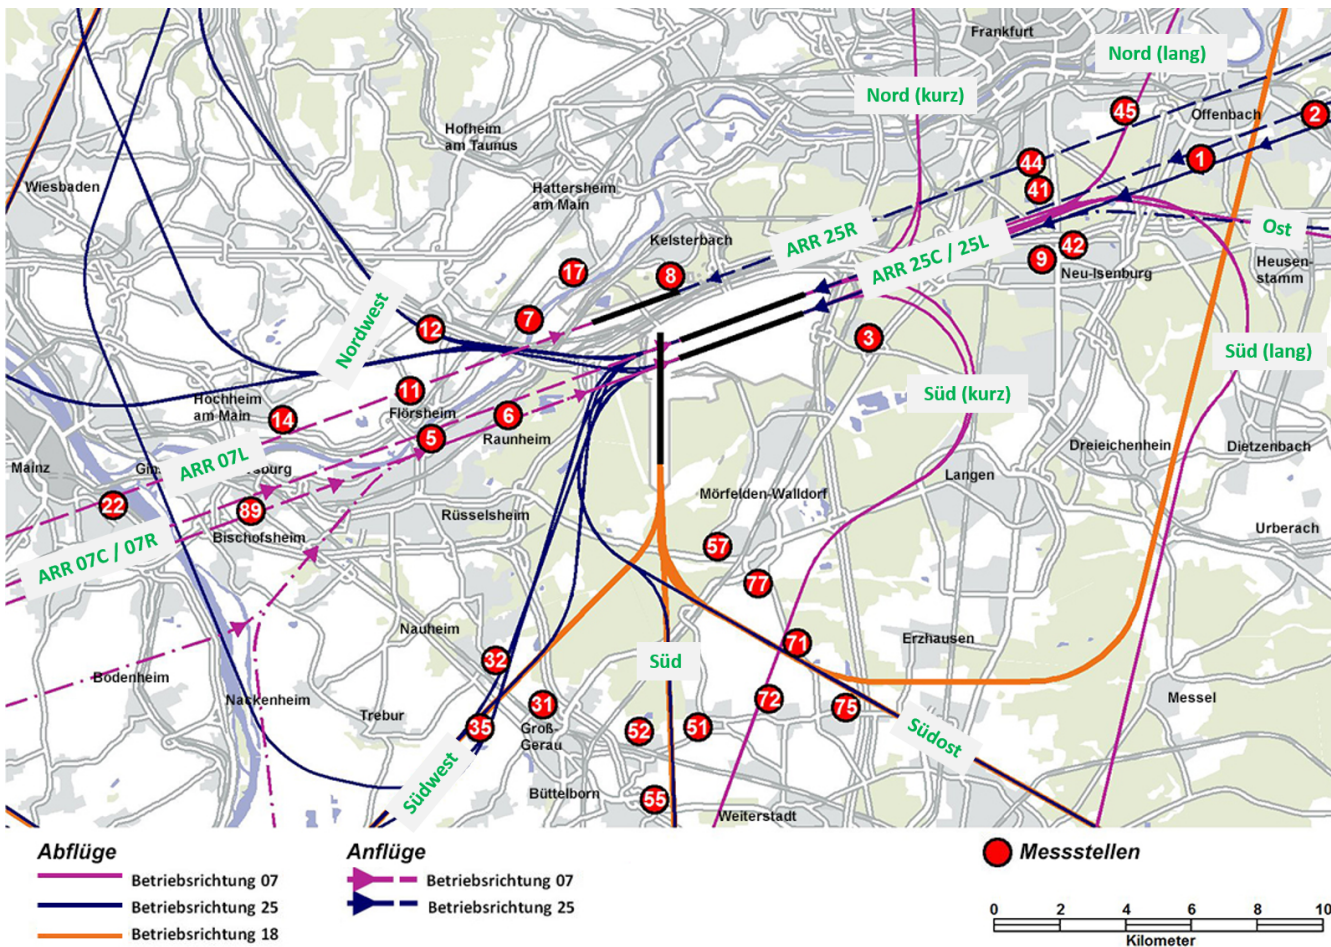 Frankfurt
Nord (lang)
Nord (kurz)
45
Offenbach
2
Hofheim
am Taunus
44
1
Wiesbaden
Hattersheim
am Main
41
Kelsterbach
ARR 25R
Ost
ARR 25C / 25L
42
9
Neu-Isenburg
Heusen-
stamm
17
8
Nordwest
7
12
3
Süd (lang)
11
Süd (kurz)
Hochheim
am Main
14
Flörsheim
6
5
Raunheim
Dreieichenhein
Dietzenbach
Mainz
ARR 07L
Langen
22
89
Bischofsheim
Rüsselsheim
Mörfelden-Walldorf
Urberach
ARR 07C / 07R
57
77
Nauheim
71
Erzhausen
32
Süd
Bodenheim
Nackenheim
Trebur
31
35
Groß-
Gerau
52
51
72
75
Messel
Südost
Südwest
Büttelborn
55
Weiterstadt
Abflüge
Anflüge
Messstellen
Betriebsrichtung 07
Betriebsrichtung 07
Betriebsrichtung 25
Betriebsrichtung 25
Betriebsrichtung 18
0 2 4 6 8 10
Kilometer